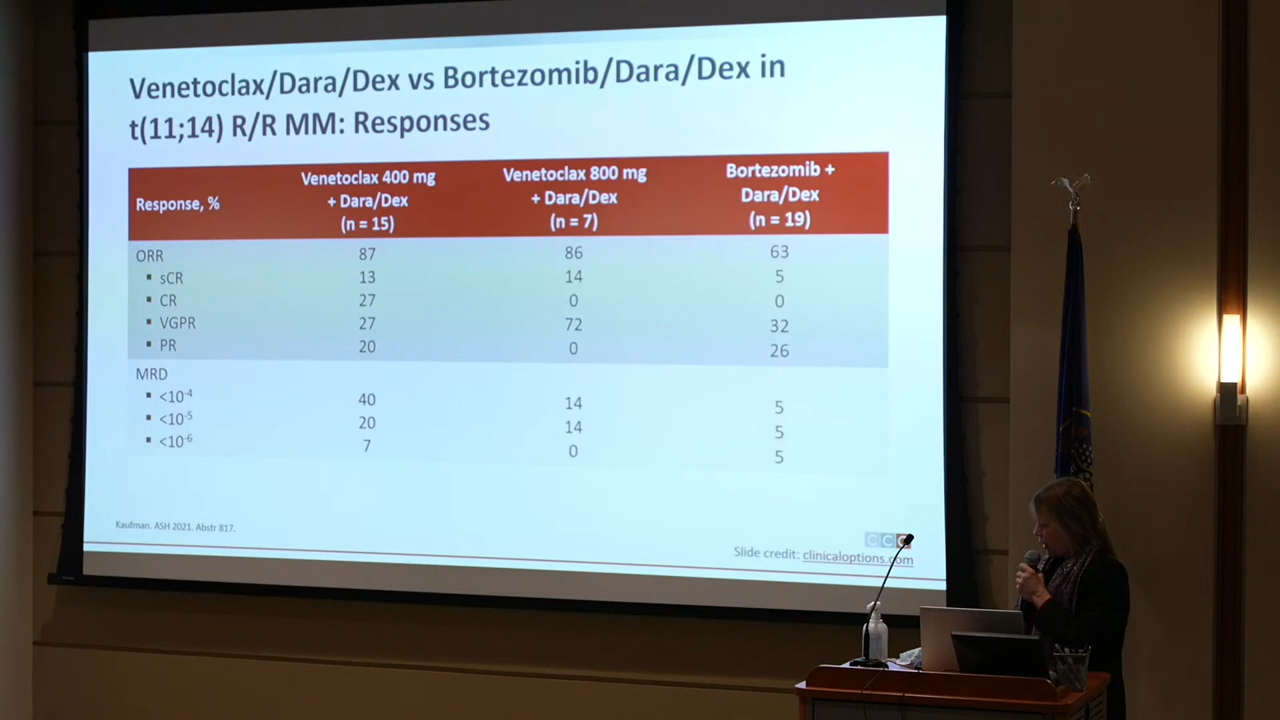 Venetoclax/Dara/Dex vs Bortezomib/Dara/Dex in
t(11;14) R/R MM: Responses
Response, % Venetoclax 400 mg + Dara/Dex (n = 15) Venetoclax 800 mg + Dara/Dex (n = 7) Bortezomib + Dara/Dex (n = 19)
ORR 87 86 63
▪ sCR 13 14 5
▪ CR 27 0 0
▪ VGPR 27 72 32
▪ PR 20 0 26
MRD
▪ <10⁻⁴ 40 14 5
▪ <10⁻⁵ 20 14 5
▪ <10⁻⁶ 7 0 5
Kaufman. ASH 2021. Abstr 817.
CCO
Slide credit: clinicaloptions.com